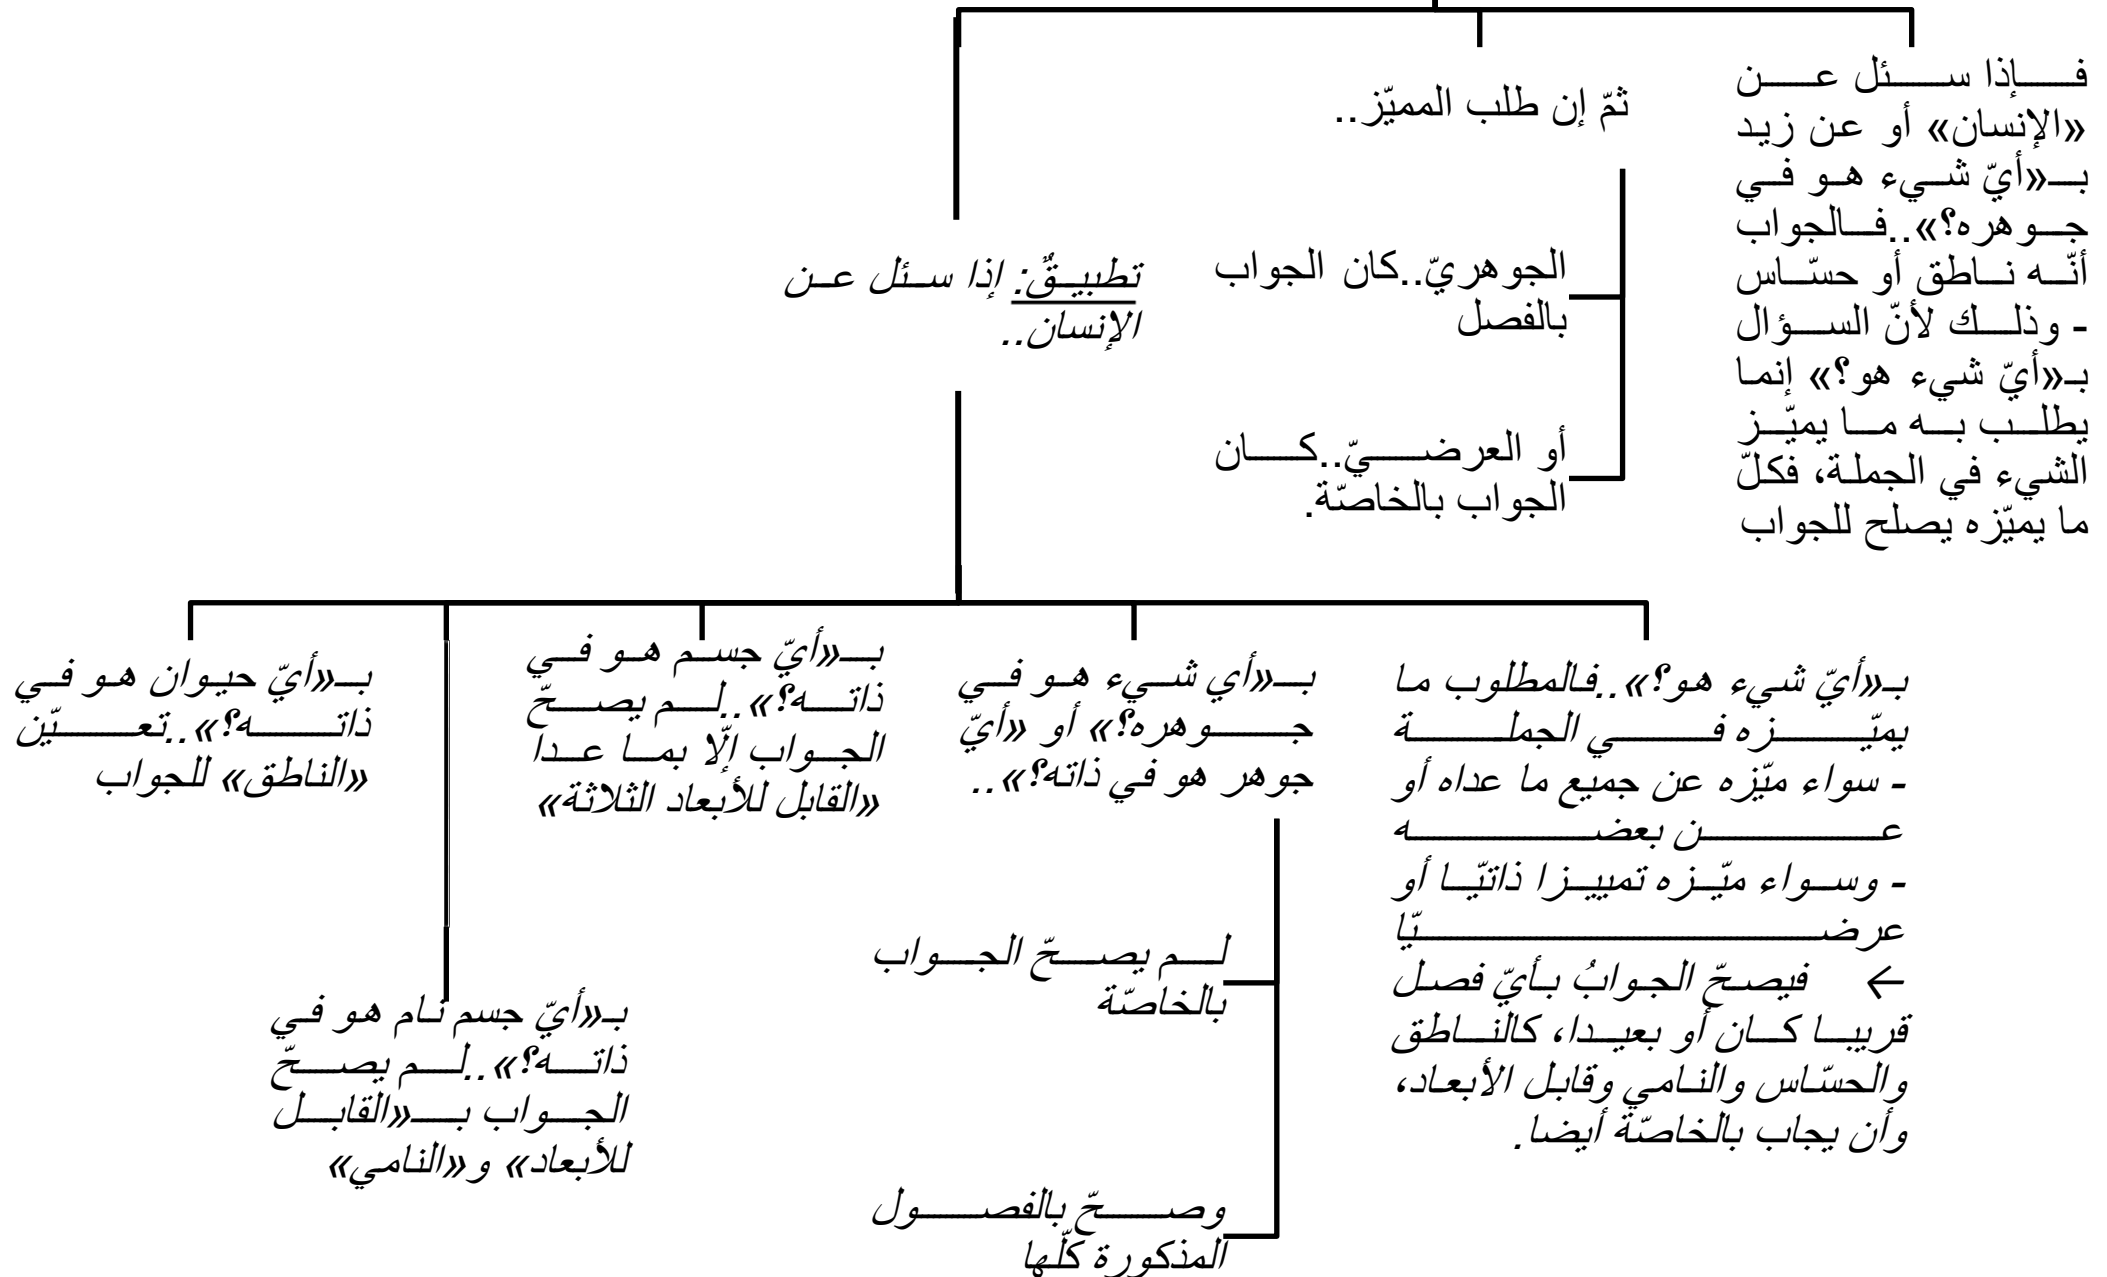 فإذا سئل عن
«الإنسان» أو عن زيد
بـ«أيّ شيء هو في
جوهره؟»..فالجواب
أنّه ناطق أو حسّاس
- وذلك لأنّ السؤال
بـ«أيّ شيء هو؟» إنما
يطلب به ما يميّز
الشيء في الجملة، فكلّ
ما يميّزه يصلح للجواب
ثمّ إن طلب المميّز..
الجوهريّ..كان الجواب
بالفصل
أو العرضيّ..كان
الجواب بالخاصّة.
تطبيقٌ: إذا سئل عن
الإنسان..
بـ«أيّ شيء هو؟»..فالمطلوب ما
يميّزه في الجملة
- سواء ميّزه عن جميع ما عداه أو
عن بعضه
- وسواء ميّزه تمييزا ذاتيّا أو
عرضيّا
← فيصحّ الجوابُ بأيّ فصل
قريبا كان أو بعيدا، كالناطق
والحسّاس والنامي وقابل الأبعاد،
وأن يجاب بالخاصّة أيضا.
بـ«أي شيء هو في
جوهره؟» أو «أيّ
جوهر هو في ذاته؟»..
لم يصحّ الجواب
بالخاصّة
وصحّ بالفصول
المذكورة كلّها
بـ«أيّ جسم هو في
ذاته؟»..لم يصحّ
الجواب إلّا بما عدا
«القابل للأبعاد الثلاثة»
بـ«أيّ جسم نام هو في
ذاته؟»..لم يصحّ
الجواب بـ«القابل
للأبعاد» و«النامي»
بـ«أيّ حيوان هو في
ذاته؟»..تعيّن
«الناطق» للجواب